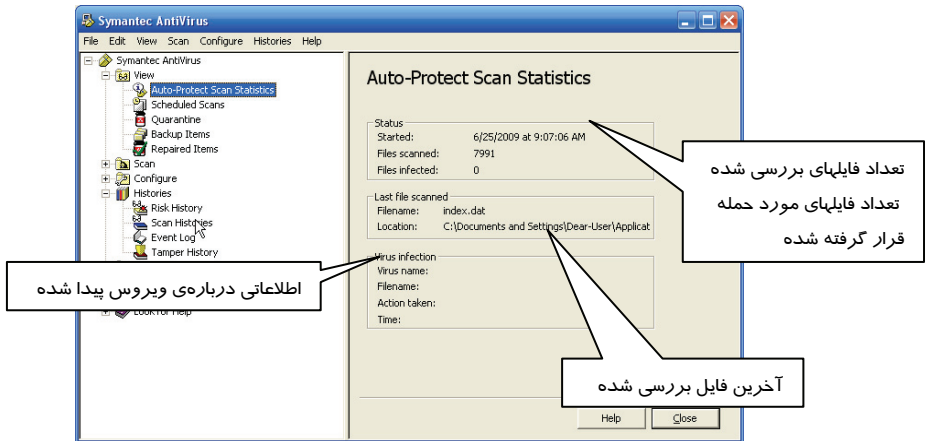 Symantec AntiVirus
File Edit View Scan Configure Histories Help
Symantec AntiVirus
View
Auto-Protect Scan Statistics
Scheduled Scans
Quarantine
Backup Items
Repaired Items
Scan
Configure
Histories
Risk History
Scan Histories
Event Log
Tamper History
Look for Help
Auto-Protect Scan Statistics
Status
Started: 6/25/2009 at 9:07:06 AM
Files scanned: 7991
Files infected: 0
Last file scanned
Filename: index.dat
Location: C:\Documents and Settings\Dear-User\Applicat
Virus infection
Virus name:
Filename:
Action taken:
Time:
Help Close
تعداد فایلهای بررسی شده
تعداد فایلهای مورد حمله
قرار گرفته شده
اطلاعاتی درباره‌ی ویروس پیدا شده
آخرین فایل بررسی شده